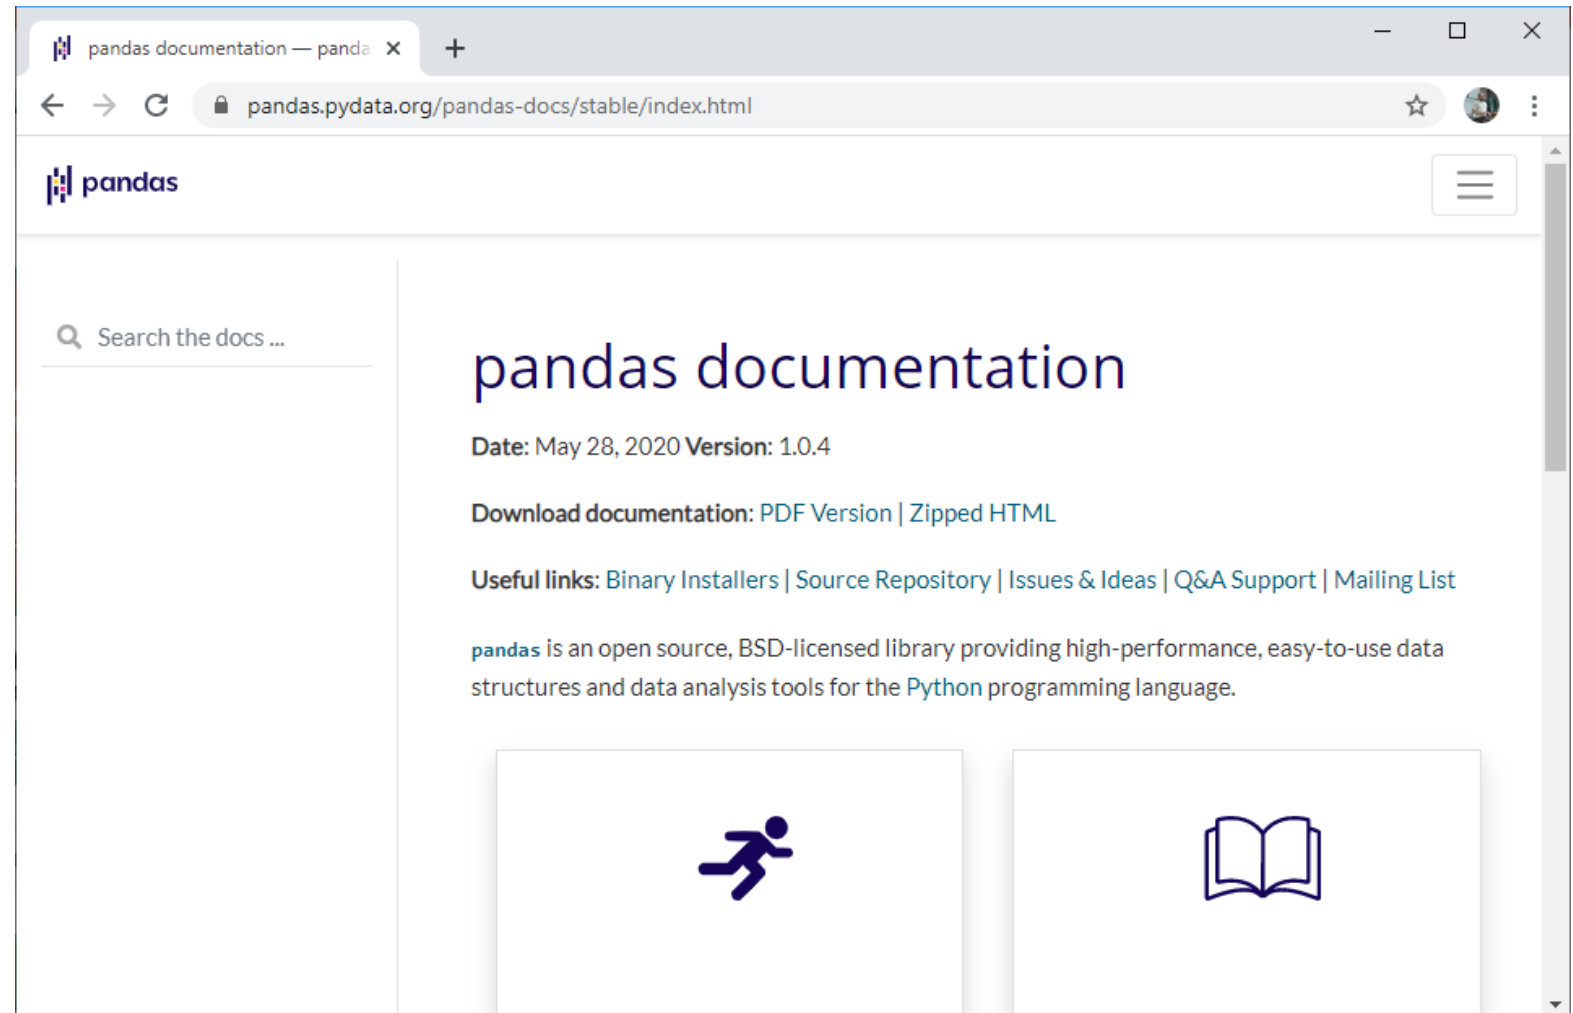 pandas documentation — panda
pandas.pydata.org/pandas-docs/stable/index.html
pandas
Search the docs ...
pandas documentation
Date: May 28, 2020 Version: 1.0.4
Download documentation: PDF Version | Zipped HTML
Useful links: Binary Installers | Source Repository | Issues & Ideas | Q&A Support | Mailing List
pandas is an open source, BSD-licensed library providing high-performance, easy-to-use data
structures and data analysis tools for the Python programming language.